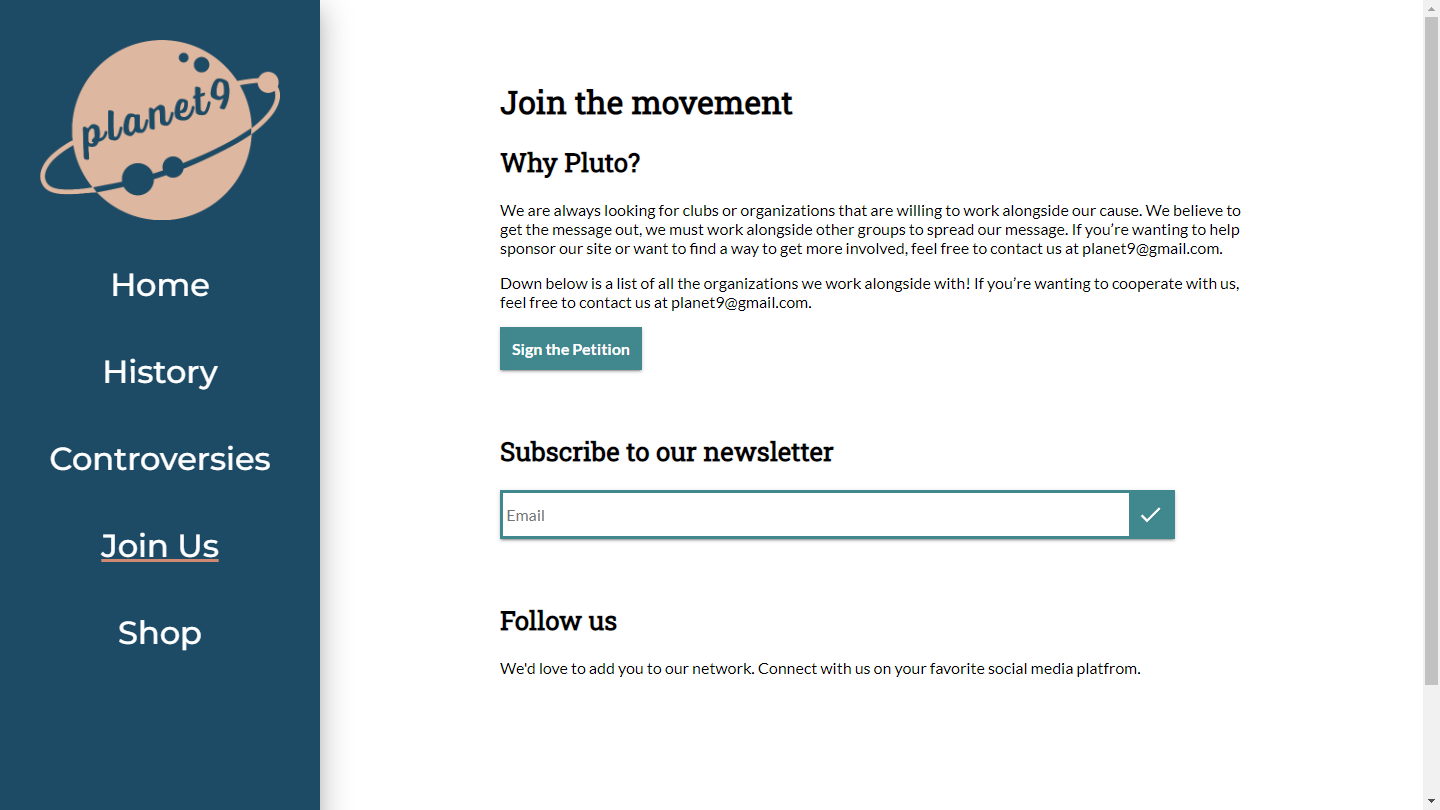 planet9
Home
History
Controversies
Join Us
Shop
Join the movement
Why Pluto?
We are always looking for clubs or organizations that are willing to work alongside our cause. We believe to
get the message out, we must work alongside other groups to spread our message. If you’re wanting to help
sponsor our site or want to find a way to get more involved, feel free to contact us at planet9@gmail.com.
Down below is a list of all the organizations we work alongside with! If you’re wanting to cooperate with us,
feel free to contact us at planet9@gmail.com.
Sign the Petition
Subscribe to our newsletter
Email
Follow us
We'd love to add you to our network. Connect with us on your favorite social media platfrom.